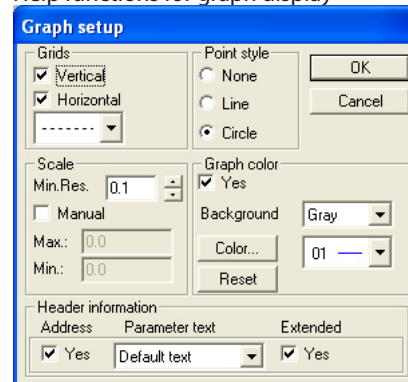 Help functions for graph display
Graph setup
Grids
Vertical
Horizontal
Point style
None
Line
Circle
OK
Cancel
Scale
Min.Res. 0.1
Manual
Max.: 0.0
Min.: 0.0
Graph color
Yes
Background Gray
Color... 01
Reset
Header information
Address Parameter text Extended
Yes Default text Yes